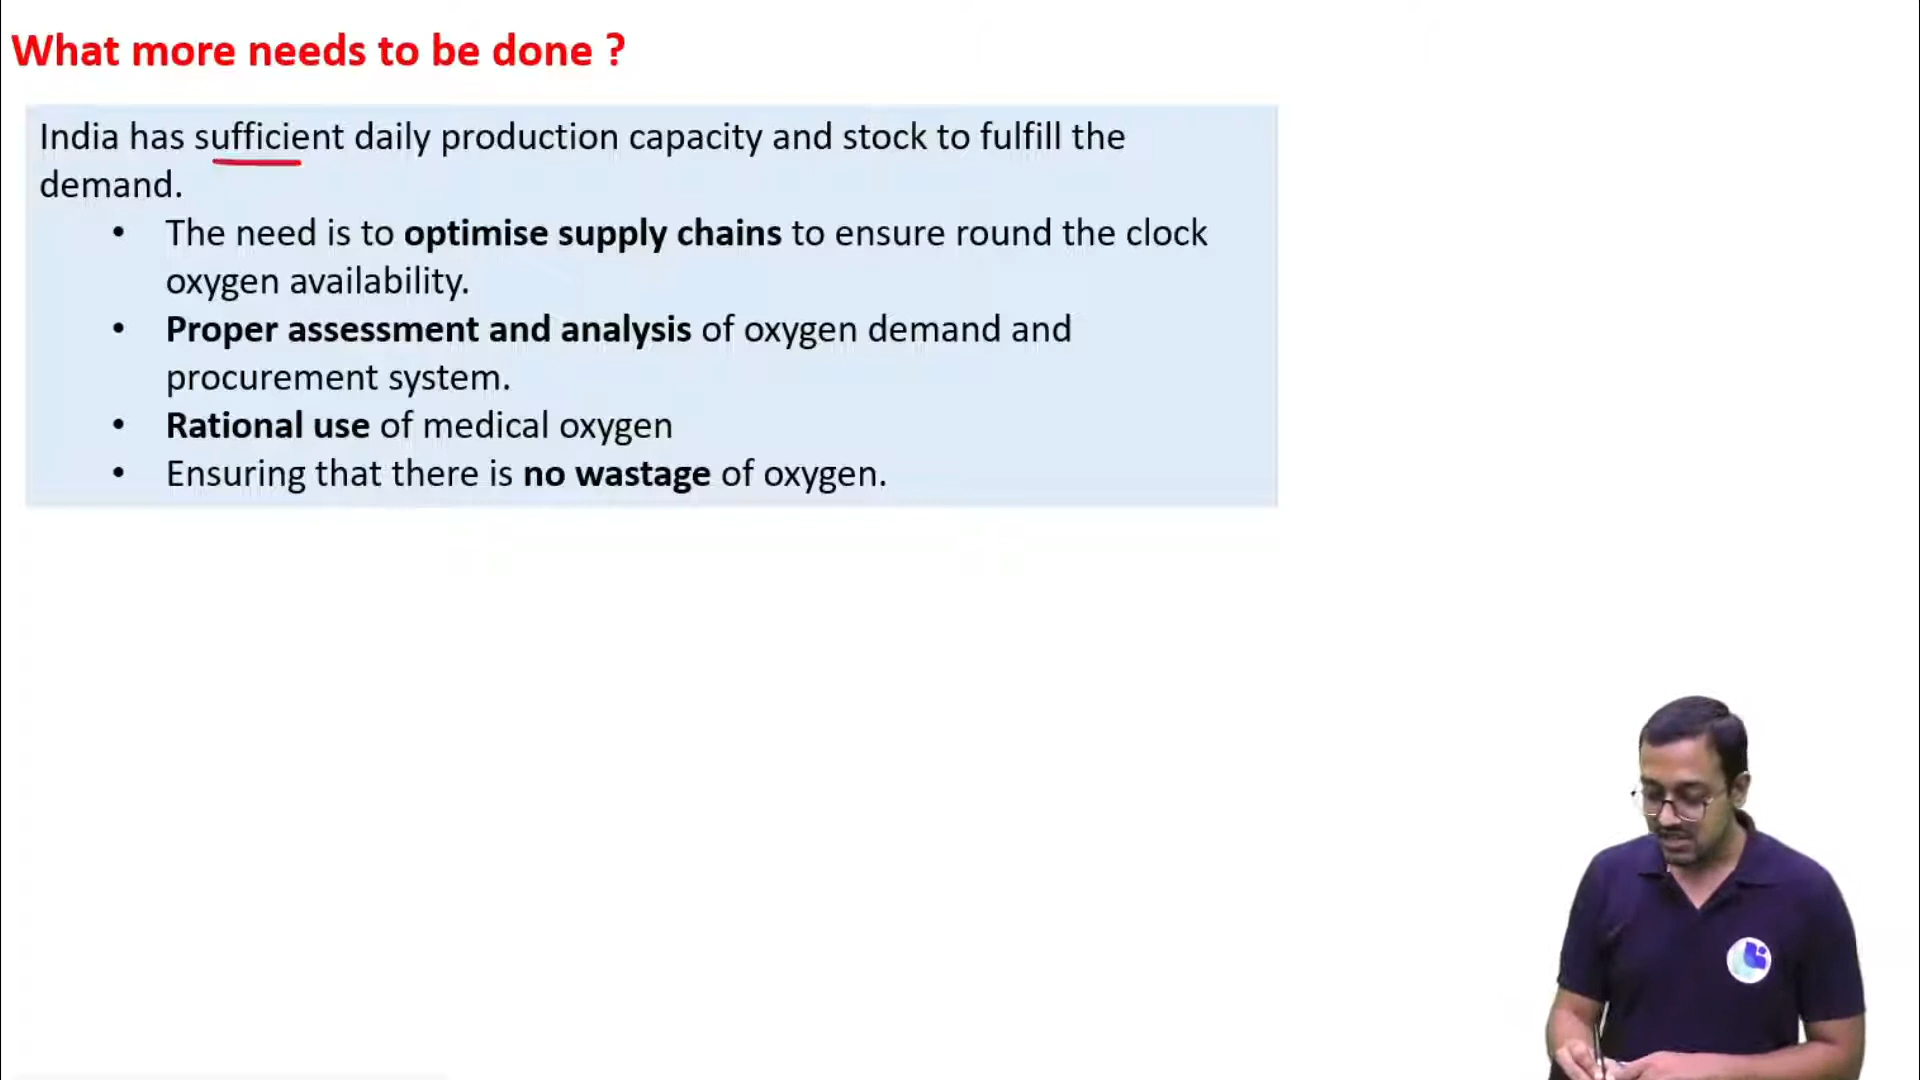 What more needs to be done ?
India has sufficient daily production capacity and stock to fulfill the
demand.
• The need is to optimise supply chains to ensure round the clock
oxygen availability.
• Proper assessment and analysis of oxygen demand and
procurement system.
• Rational use of medical oxygen
• Ensuring that there is no wastage of oxygen.